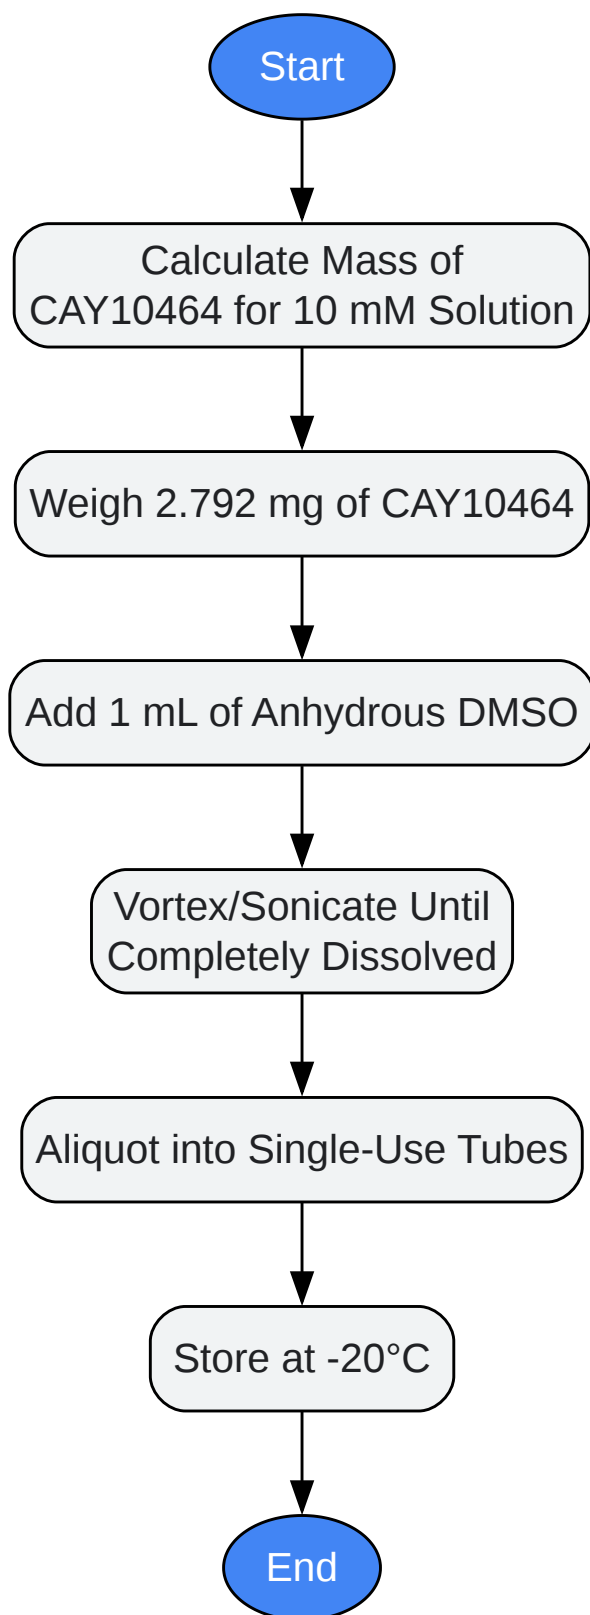 Start
Calculate Mass of
CAY10464 for 10 mM Solution
Weigh 2.792 mg of CAY10464
Add 1 mL of Anhydrous DMSO
Vortex/Sonicate Until
Completely Dissolved
Aliquot into Single-Use Tubes
Store at -20°C
End